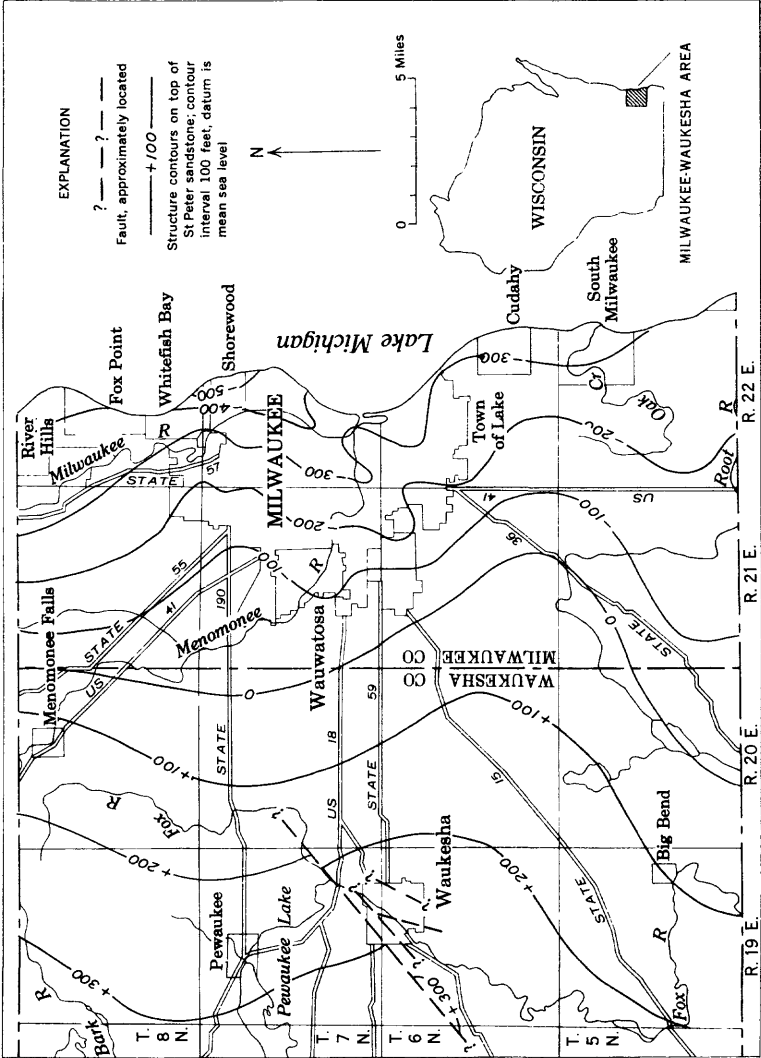 EXPLANATION
? — — ? — —
Fault, approximately located
+100
Structure contours on top of
St Peter sandstone; contour
interval 100 feet, datum is
mean sea level
N
0
5 Miles
WISCONSIN
MILWAUKEE-WAUKESHA AREA
River
Hills
Fox Point
Whitefish Bay
Shorewood
Lake Michigan
Cudahy
South
Milwaukee
Milwaukee
R
STATE
57
MILWAUKEE
-500
-400
-300
-200
-100
-300
-200
-100
Town
of Lake
Oak
Cr
Root
R
41
US
36
STATE
Menomonee Falls
STATE
55
US
41
190
STATE
Menomonee
R
Wauwatosa
0
0
MILWAUKEE CO
WAUKESHA CO
18
US
59
STATE
15
STATE
+100
+100
Fox
R
+200
+200
+300
+300
Pewaukee
Pewaukee Lake
Waukesha
?
?
?
?
?
Big Bend
Fox
R
Bark
R
T.
8
N.
T.
7
N.
T.
6
N.
T.
5
N.
R. 19 E.
R. 20 E.
R. 21 E.
R. 22 E.